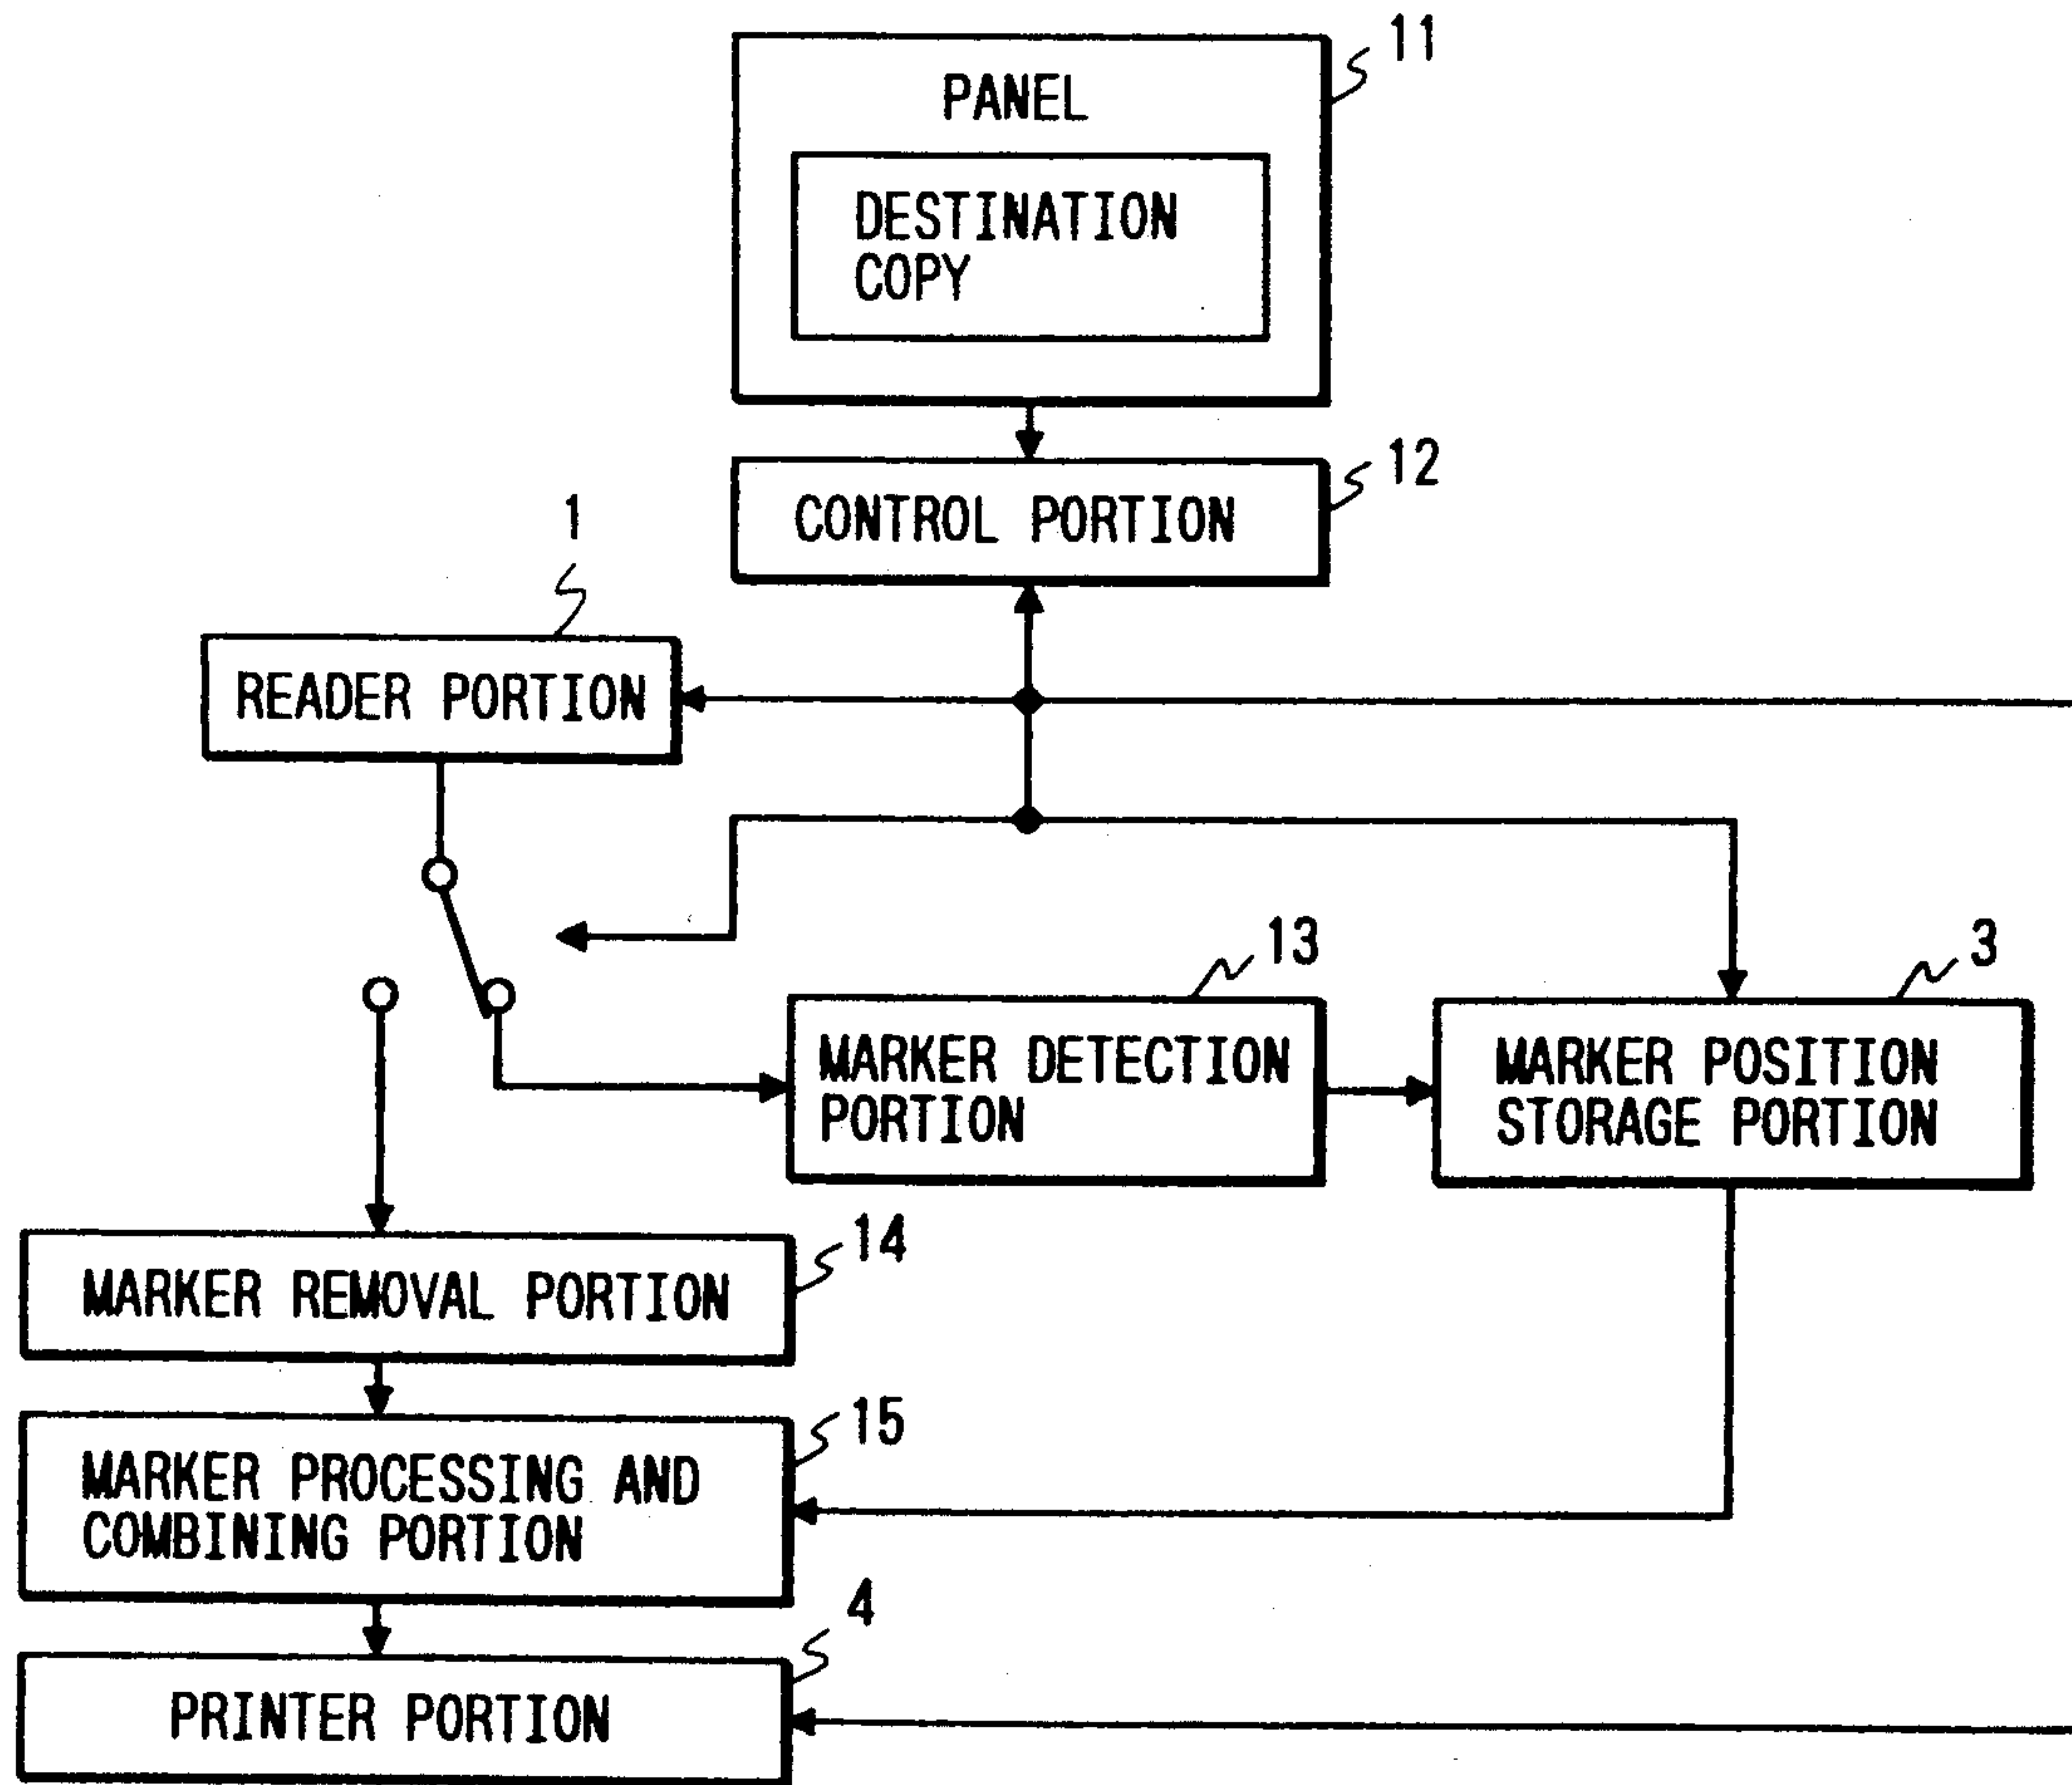 11
PANEL
DESTINATION
COPY
12
CONTROL PORTION
1
READER PORTION
13
MARKER DETECTION
PORTION
3
MARKER POSITION
STORAGE PORTION
14
MARKER REMOVAL PORTION
15
MARKER PROCESSING AND
COMBINING PORTION
4
PRINTER PORTION